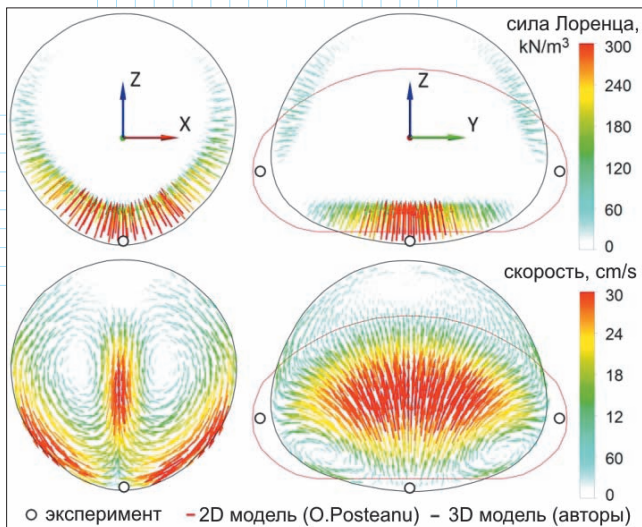 сила Лоренца,
kN/m³
300
240
180
120
60
0
Z
X
Z
Y
скорость, cm/s
30
24
18
12
6
0
эксперимент 2D модель (O.Posteanu) 3D модель (авторы)